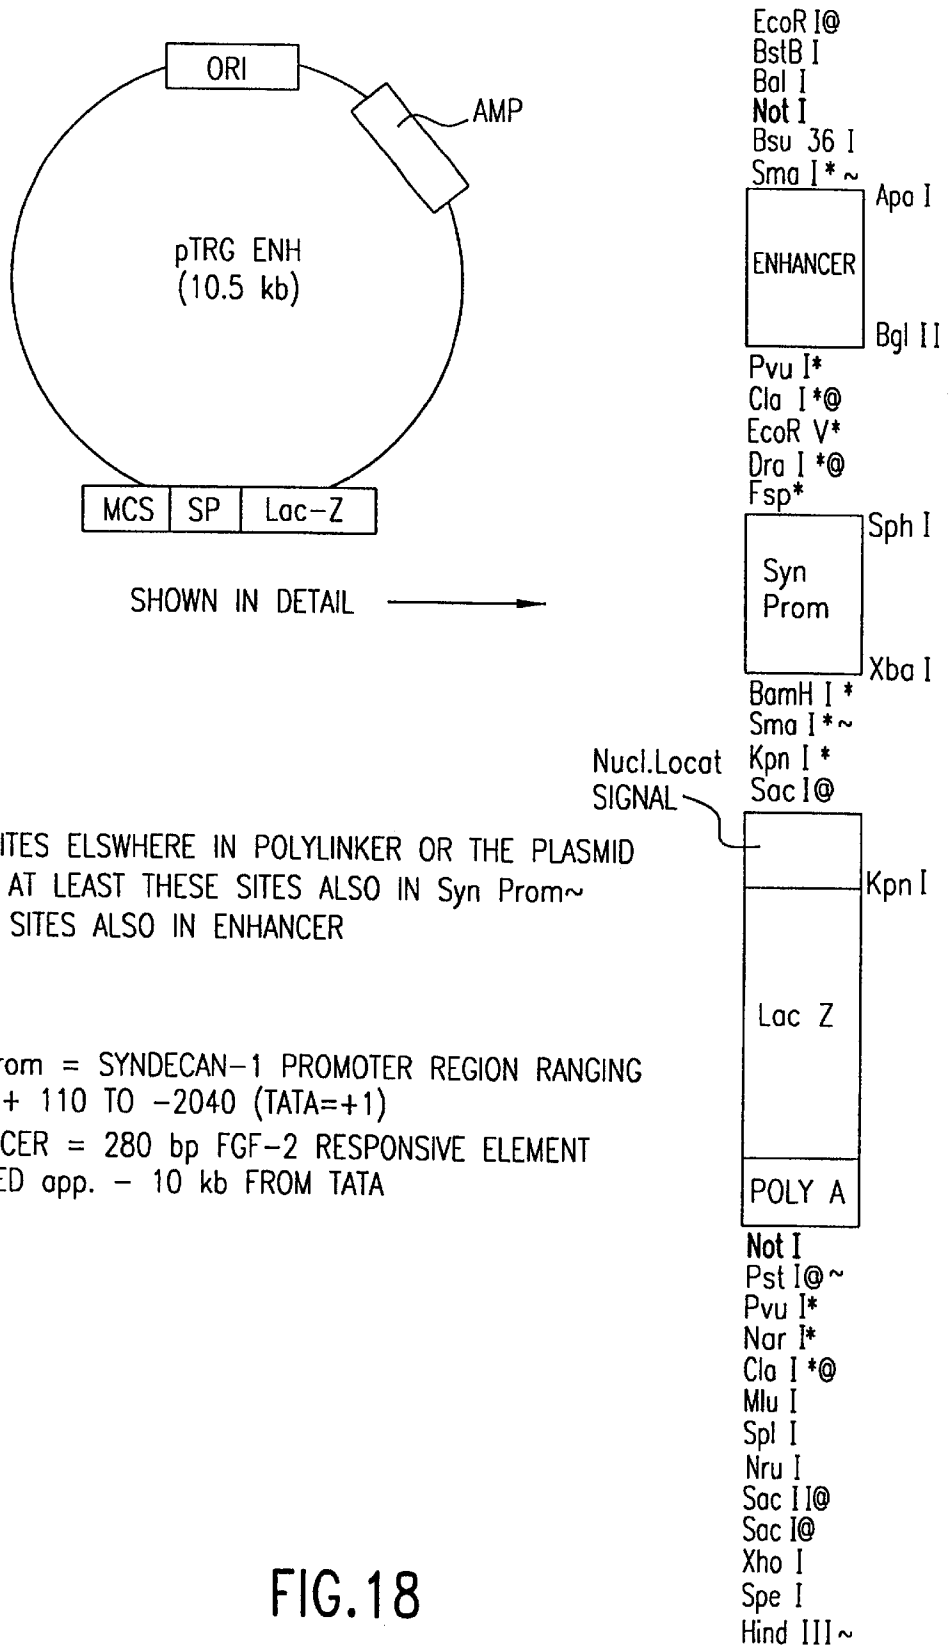 ORI
AMP
pTRG ENH
(10.5 kb)
MCS SP Lac-Z
SHOWN IN DETAIL
ITES ELSWHERE IN POLYLINKER OR THE PLASMID
AT LEAST THESE SITES ALSO IN Syn Prom~
SITES ALSO IN ENHANCER
rom = SYNDECAN-1 PROMOTER REGION RANGING
+ 110 TO -2040 (TATA=+1)
CER = 280 bp FGF-2 RESPONSIVE ELEMENT
ED app. - 10 kb FROM TATA
EcoR I@
BstB I
Bal I
Not I
Bsu 36 I
Sma I*~
Apa I
ENHANCER
Bgl II
Pvu I*
Cla I*@
EcoR V*
Dra I*@
Fsp*
Sph I
Syn
Prom
Xba I
BamH I *
Sma I*~
Kpn I *
Sac I@
Nucl.Locat
SIGNAL
Kpn I
Lac Z
POLY A
Not I
Pst I@~
Pvu I*
Nar I*
Cla I*@
Mlu I
Spl I
Nru I
Sac II@
Sac I@
Xho I
Spe I
Hind III~
FIG.18